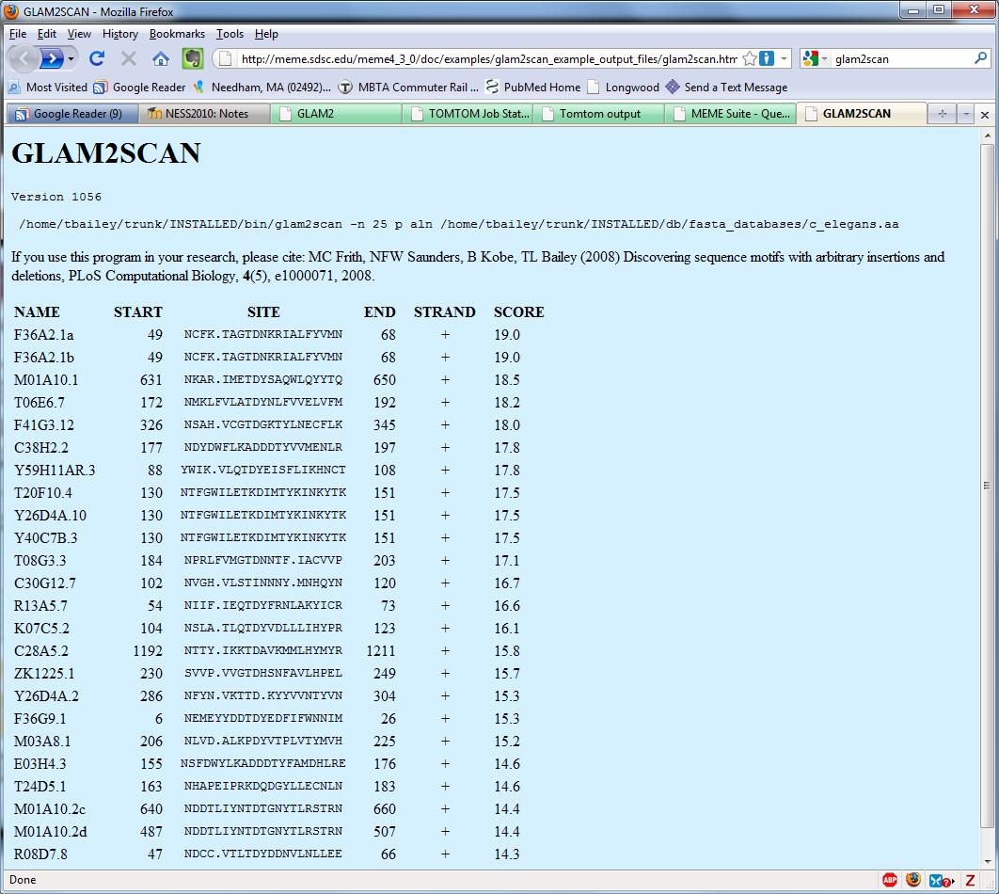 GLAM2SCAN - Mozilla Firefox
File Edit View History Bookmarks Tools Help
http://meme.sdsc.edu/meme4_3_0/doc/examples/glam2scan_example_output_files/glam2scan.htm
glam2scan
Most Visited Google Reader Needham, MA (02492)... MBTA Commuter Rail ... PubMed Home Longwood Send a Text Message
Google Reader (9) NESS2010: Notes GLAM2 TOMTOM Job Stat... Tomtom output MEME Suite - Que... GLAM2SCAN
GLAM2SCAN
Version 1056
/home/tbailey/trunk/INSTALLED/bin/glam2scan -n 25 p aln /home/tbailey/trunk/INSTALLED/db/fasta_databases/c_elegans.aa
If you use this program in your research, please cite: MC Frith, NFW Saunders, B Kobe, TL Bailey (2008) Discovering sequence motifs with arbitrary insertions and
deletions, PLoS Computational Biology, 4(5), e1000071, 2008.
NAME START SITE END STRAND SCORE
F36A2.1a 49 NCFK.TAGTDNKRIALFYVMN 68 + 19.0
F36A2.1b 49 NCFK.TAGTDNKRIALFYVMN 68 + 19.0
M01A10.1 631 NKAR.IMETDYSAQWLQYYTQ 650 + 18.5
T06E6.7 172 NMKLFVLATDYNLFVVELVFM 192 + 18.2
F41G3.12 326 NSAH.VCGTDGKTYLNECFLK 345 + 18.0
C38H2.2 177 NDYDWFLKADDDTYVVMENLR 197 + 17.8
Y59H11AR.3 88 YWIK.VLQTDYEISFLIKHNCT 108 + 17.8
T20F10.4 130 NTFGWILETKDIMTYKINKYTK 151 + 17.5
Y26D4A.10 130 NTFGWILETKDIMTYKINKYTK 151 + 17.5
Y40C7B.3 130 NTFGWILETKDIMTYKINKYTK 151 + 17.5
T08G3.3 184 NPRLFVMGTDNNTF.IACVVP 203 + 17.1
C30G12.7 102 NVGH.VLSTINNNY.MNHQYN 120 + 16.7
R13A5.7 54 NIIF.IEQTDYFRNLAKYICR 73 + 16.6
K07C5.2 104 NSLA.TLQTDYVDLLLIHYPR 123 + 16.1
C28A5.2 1192 NTTY.IKKTDAVKMMLHYMYR 1211 + 15.8
ZK1225.1 230 SVVP.VVGTDHSNFAVLHPEL 249 + 15.7
Y26D4A.2 286 NFYN.VKTTD.KYYVVNTYVN 304 + 15.3
F36G9.1 6 NEMEYYDDTDYEDFIFWNNIM 26 + 15.3
M03A8.1 206 NLVD.ALKPDYVTPLVTYMVH 225 + 15.2
E03H4.3 155 NSFDWYLKADDDTYFAMDHLRE 176 + 14.6
T24D5.1 163 NHAPEIPRKDQDGYLLECNLN 183 + 14.6
M01A10.2c 640 NDDTLIYNTDTGNYTLRSTRN 660 + 14.4
M01A10.2d 487 NDDTLIYNTDTGNYTLRSTRN 507 + 14.4
R08D7.8 47 NDCC.VTLTDYDDNVLNLLEE 66 + 14.3
Done ABP